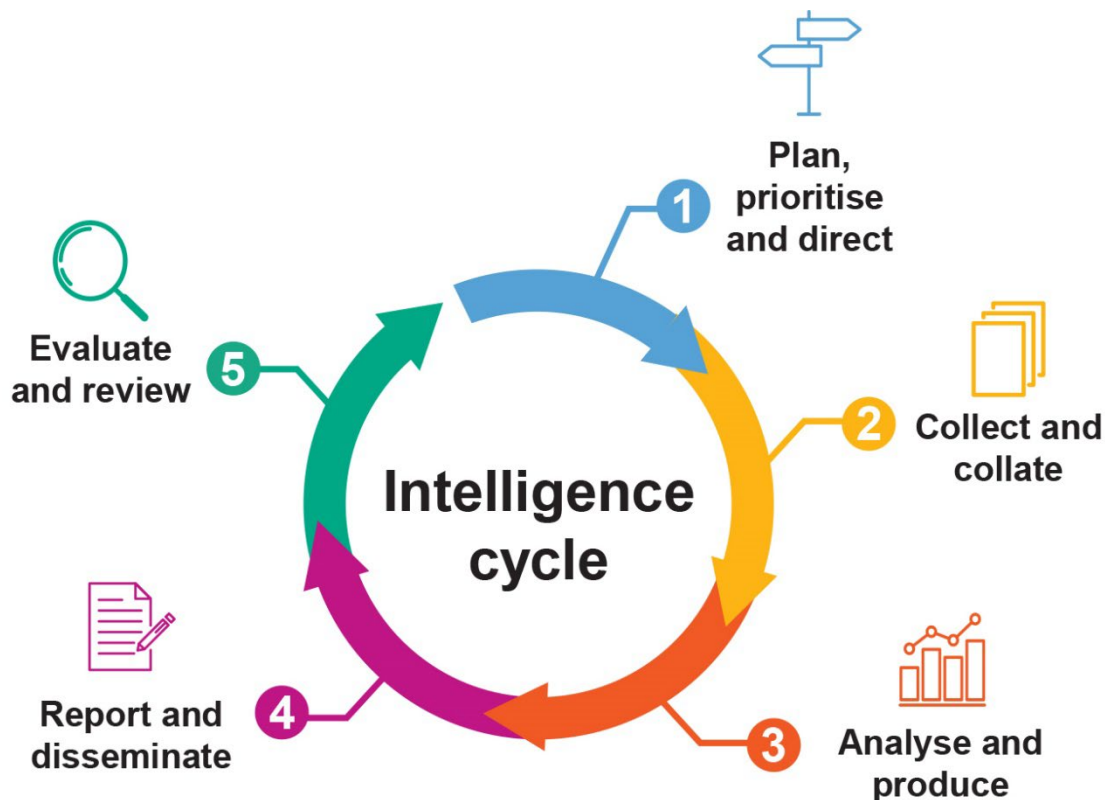 1
Plan,
prioritise
and direct
2
Collect and
collate
3
Analyse and
produce
4
Report and
disseminate
5
Evaluate
and review
Intelligence
cycle